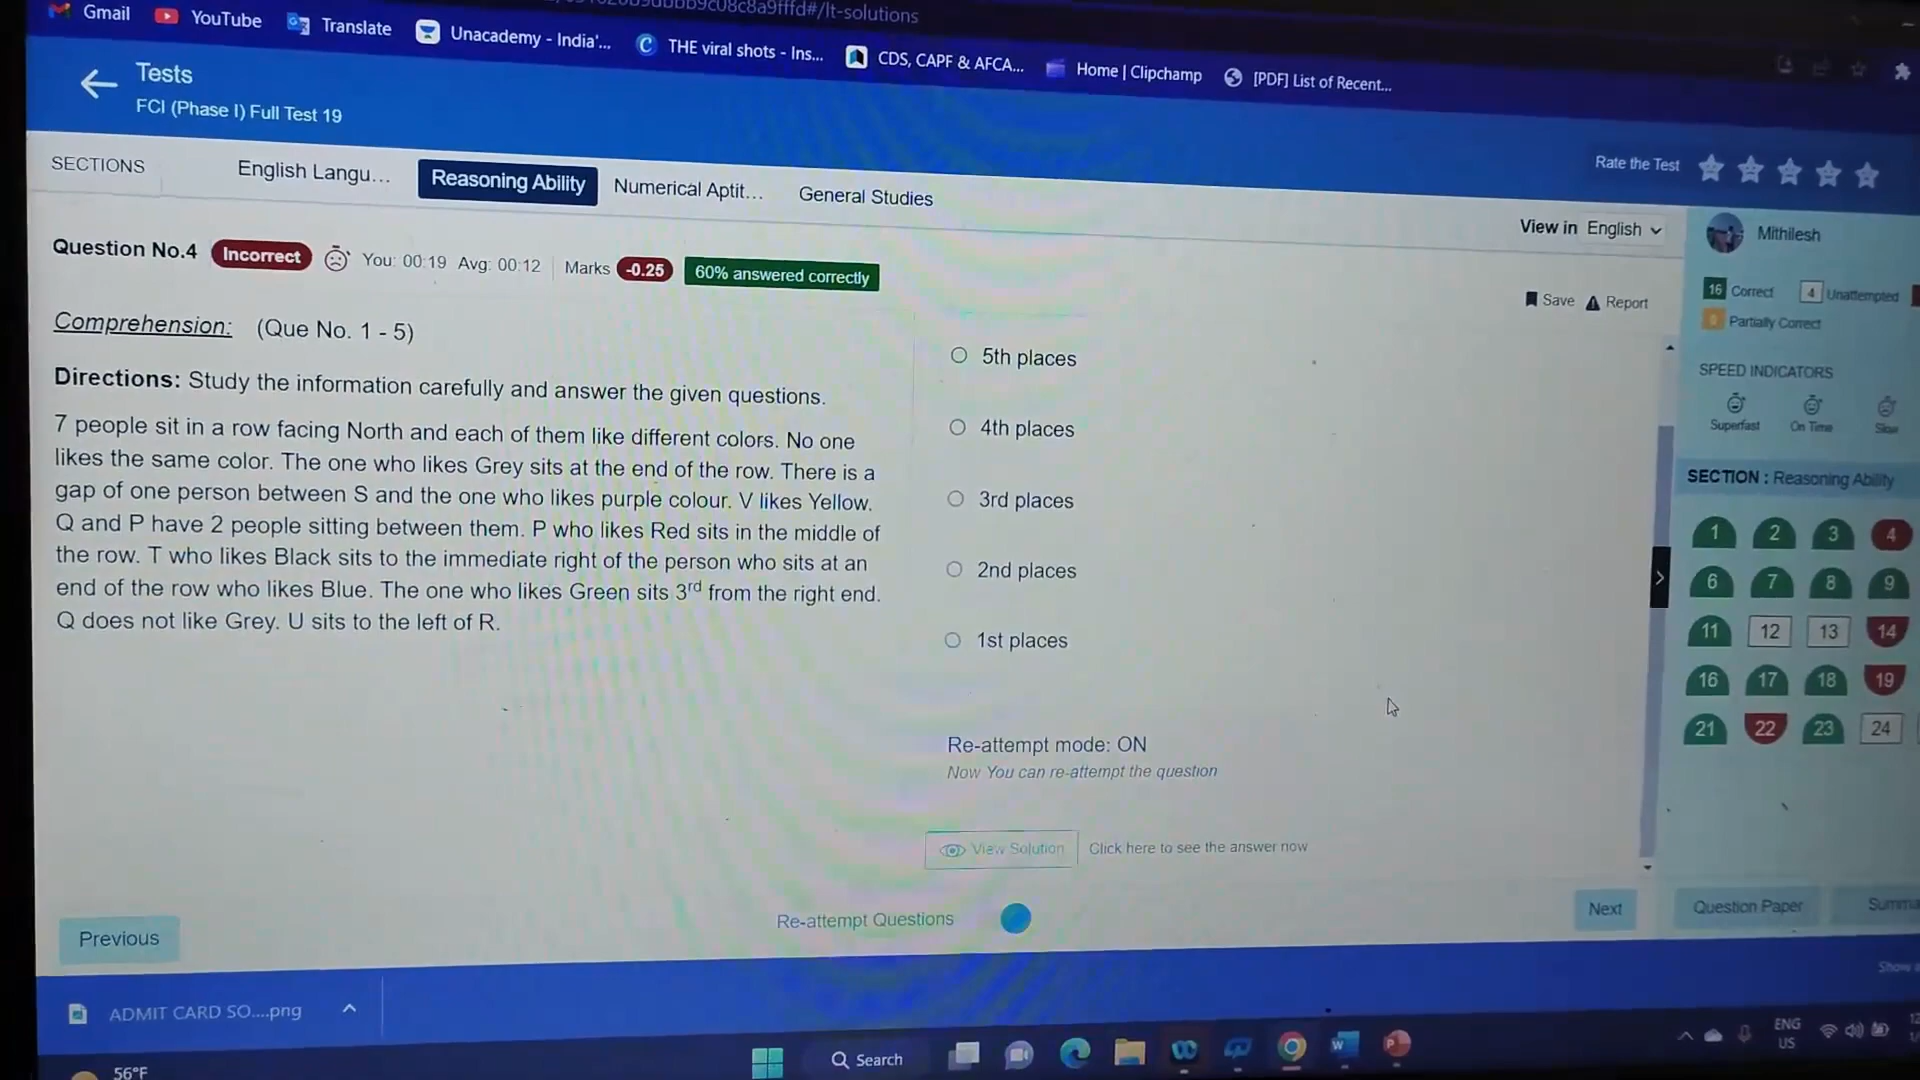 #/lt-solutions
Gmail
YouTube
Translate
Unacademy - India'...
THE viral shots - Ins...
CDS, CAPF & AFCA...
Home | Clipchamp
[PDF] List of Recent...
Tests
FCI (Phase I) Full Test 19
Rate the Test
SECTIONS
English Langu...
Reasoning Ability
Numerical Aptit...
General Studies
View in English
Mithilesh
Question No.4
Incorrect
You: 00:19 Avg: 00:12
Marks -0.25
60% answered correctly
Save
Report
16 Correct
4 Unattempted
Partially Correct
Comprehension: (Que No. 1 - 5)
Directions: Study the information carefully and answer the given questions.
7 people sit in a row facing North and each of them like different colors. No one
likes the same color. The one who likes Grey sits at the end of the row. There is a
gap of one person between S and the one who likes purple colour. V likes Yellow.
Q and P have 2 people sitting between them. P who likes Red sits in the middle of
the row. T who likes Black sits to the immediate right of the person who sits at an
end of the row who likes Blue. The one who likes Green sits 3rd from the right end.
Q does not like Grey. U sits to the left of R.
5th places
4th places
3rd places
2nd places
1st places
Re-attempt mode: ON
Now You can re-attempt the question
View Solution
Click here to see the answer now
SPEED INDICATORS
Superfast
On Time
Slow
SECTION : Reasoning Ability
1 2 3 4
6 7 8 9
11 12 13 14
16 17 18 19
21 22 23 24
Previous
Re-attempt Questions
Next
Question Paper
Summa
ADMIT CARD SO....png
Show
56°F
Search
ENG
US